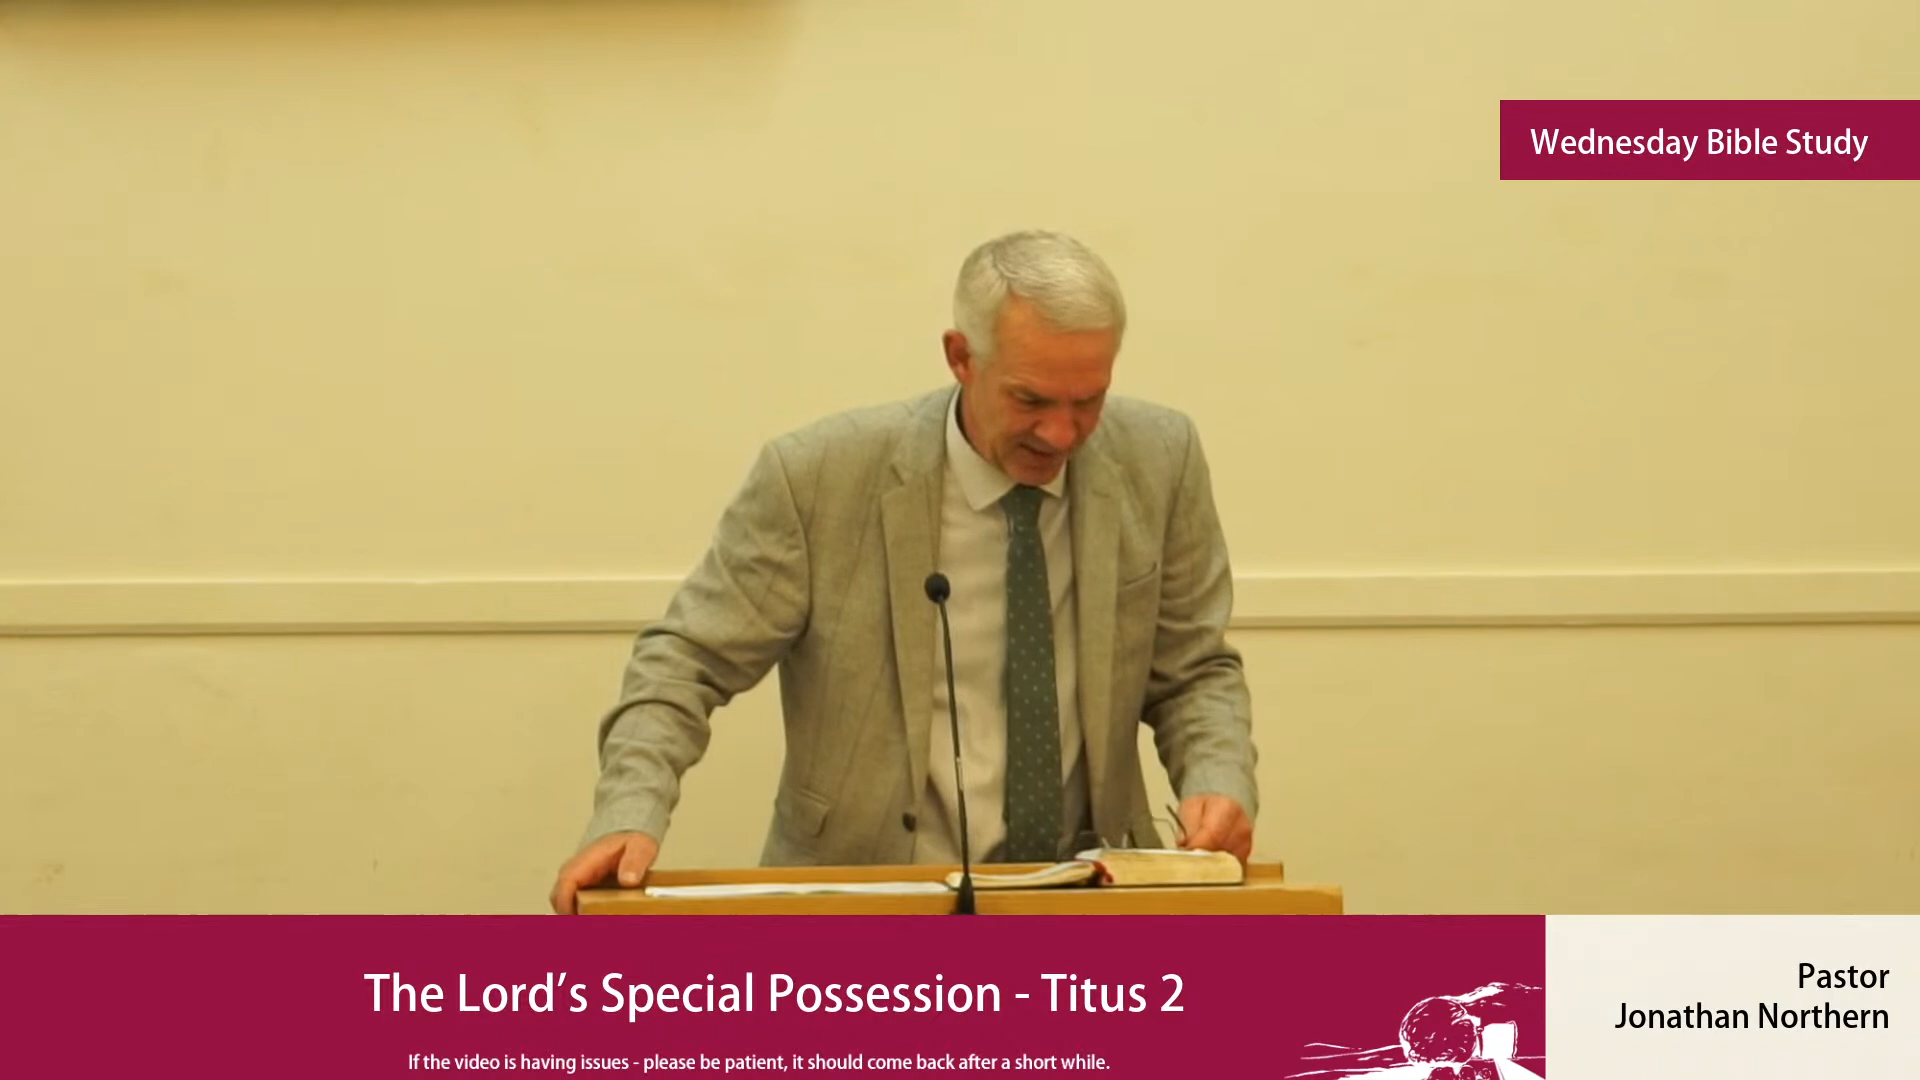 Wednesday Bible Study
The Lord’s Special Possession - Titus 2
If the video is having issues - please be patient, it should come back after a short while.
Pastor
Jonathan Northern